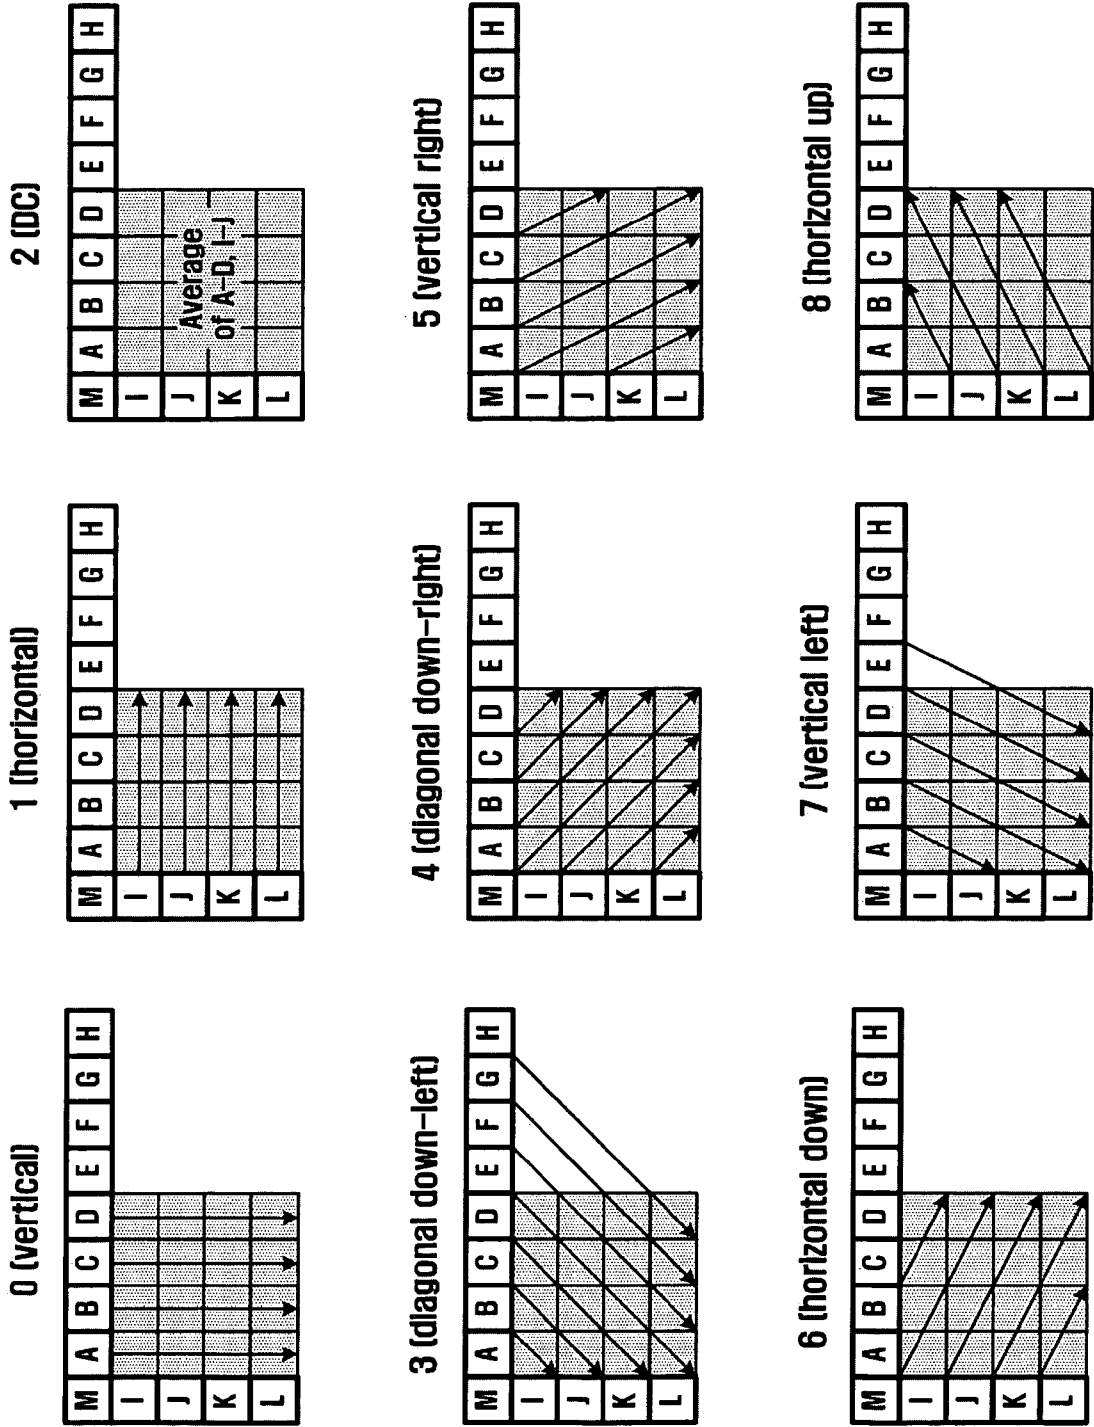 0 (vertical)
M A B C D E F G H
I
J
K
L
1 (horizontal)
M A B C D E F G H
I
J
K
L
2 (DC)
M A B C D E F G H
I
J
K
L
Average
of A–D, I–J
3 (diagonal down–left)
M A B C D E F G H
I
J
K
L
4 (diagonal down–right)
M A B C D E F G H
I
J
K
L
5 (vertical right)
M A B C D E F G H
I
J
K
L
6 (horizontal down)
M A B C D E F G H
I
J
K
L
7 (vertical left)
M A B C D E F G H
I
J
K
L
8 (horizontal up)
M A B C D E F G H
I
J
K
L